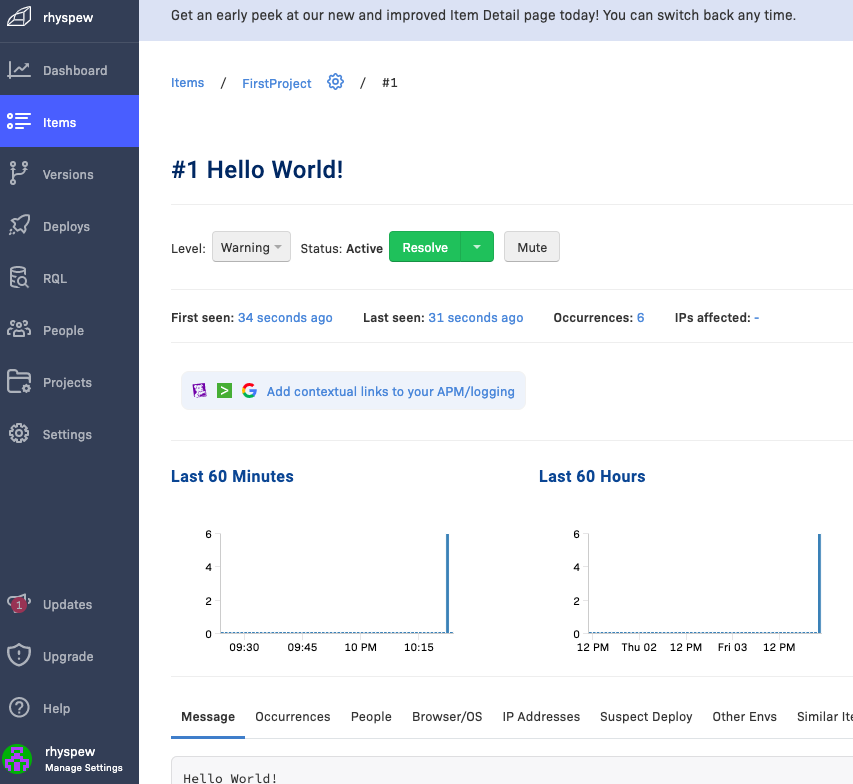 rhyspew
Get an early peek at our new and improved Item Detail page today! You can switch back any time.
Dashboard
Items
Versions
Deploys
RQL
People
Projects
Settings
1 Updates
Upgrade
Help
rhyspew
Manage Settings
Items / FirstProject / #1
#1 Hello World!
Level: Warning Status: Active Resolve Mute
First seen: 34 seconds ago Last seen: 31 seconds ago Occurrences: 6 IPs affected: -
Add contextual links to your APM/logging
Last 60 Minutes
6
4
2
0
09:30 09:45 10 PM 10:15
Last 60 Hours
6
4
2
0
12 PM Thu 02 12 PM Fri 03 12 PM
Message Occurrences People Browser/OS IP Addresses Suspect Deploy Other Envs Similar Ite
Hello World!